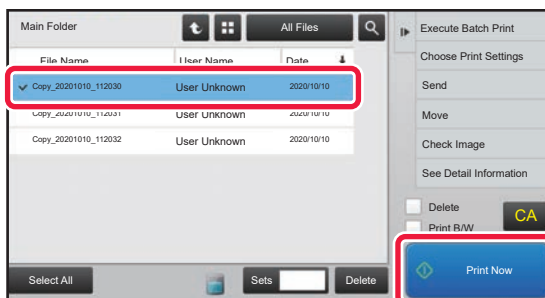 Main Folder
All Files
File Name User Name Date
Copy_20201010_112030 User Unknown 2020/10/10
Copy_20201010_112031 User Unknown 2020/10/10
Copy_20201010_112032 User Unknown 2020/10/10
Select All
Sets
Delete
Execute Batch Print
Choose Print Settings
Send
Move
Check Image
See Detail Information
Delete
Print B/W
CA
Print Now